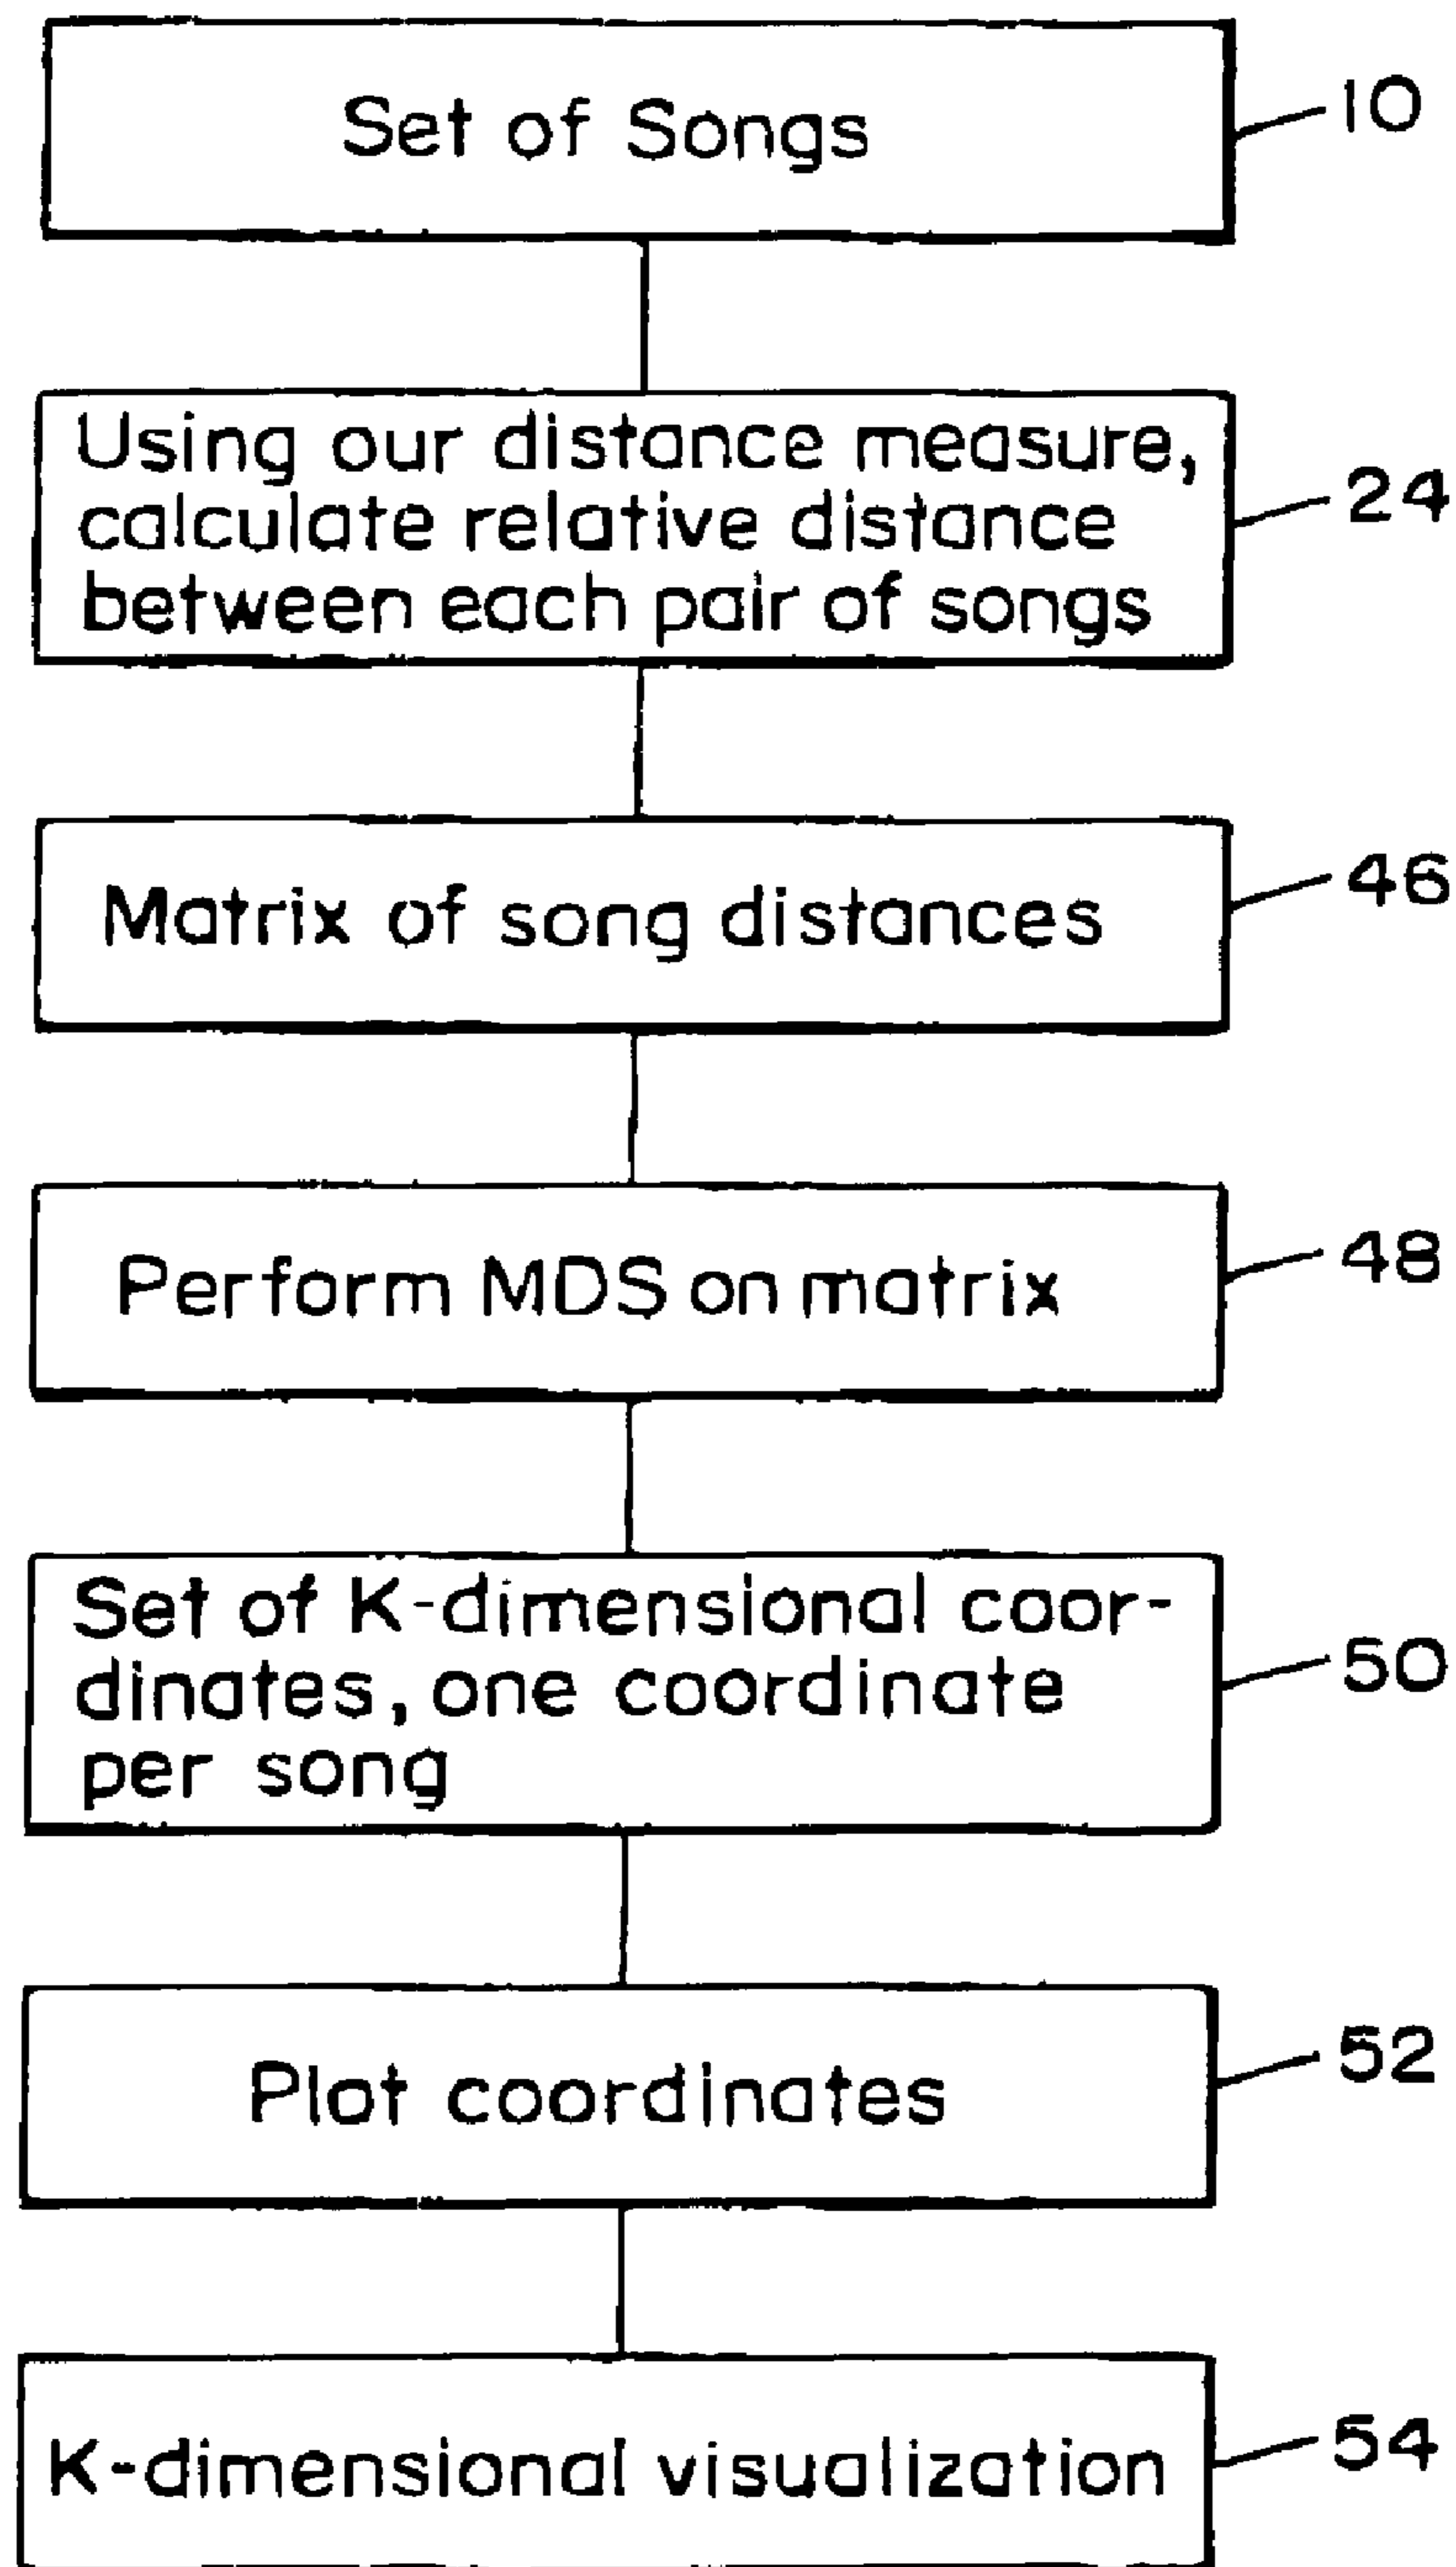 Set of Songs
10
Using our distance measure,
calculate relative distance
between each pair of songs
24
Matrix of song distances
46
Perform MDS on matrix
48
Set of K-dimensional coor-
dinates, one coordinate
per song
50
Plot coordinates
52
K-dimensional visualization
54